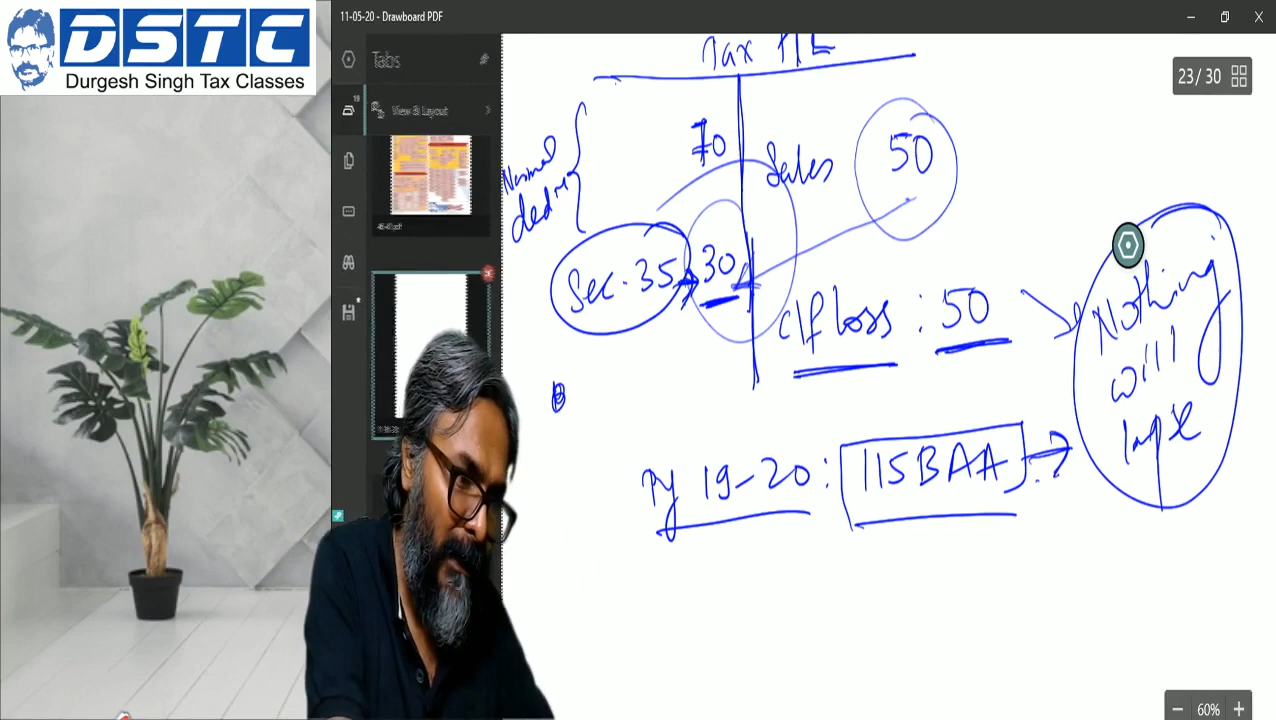 DSTC
Durgesh Singh Tax Classes
11-05-20 - Drawboard PDF
Tabs
19
View & Layout
23 / 30
Tax P/L
Normal
dedn
70
Sales
50
Sec. 35 → 30
c/f loss : 50
Nothing
will
lapse
PY 19-20 : 115BAA
60%